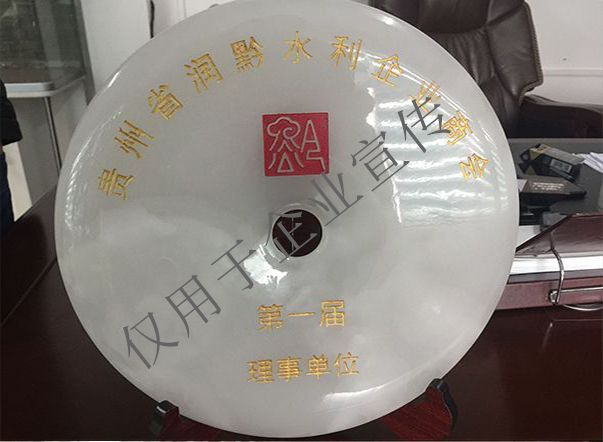 贵州省润黔水利企业商会
第一届
理事单位
仅用于企业宣传